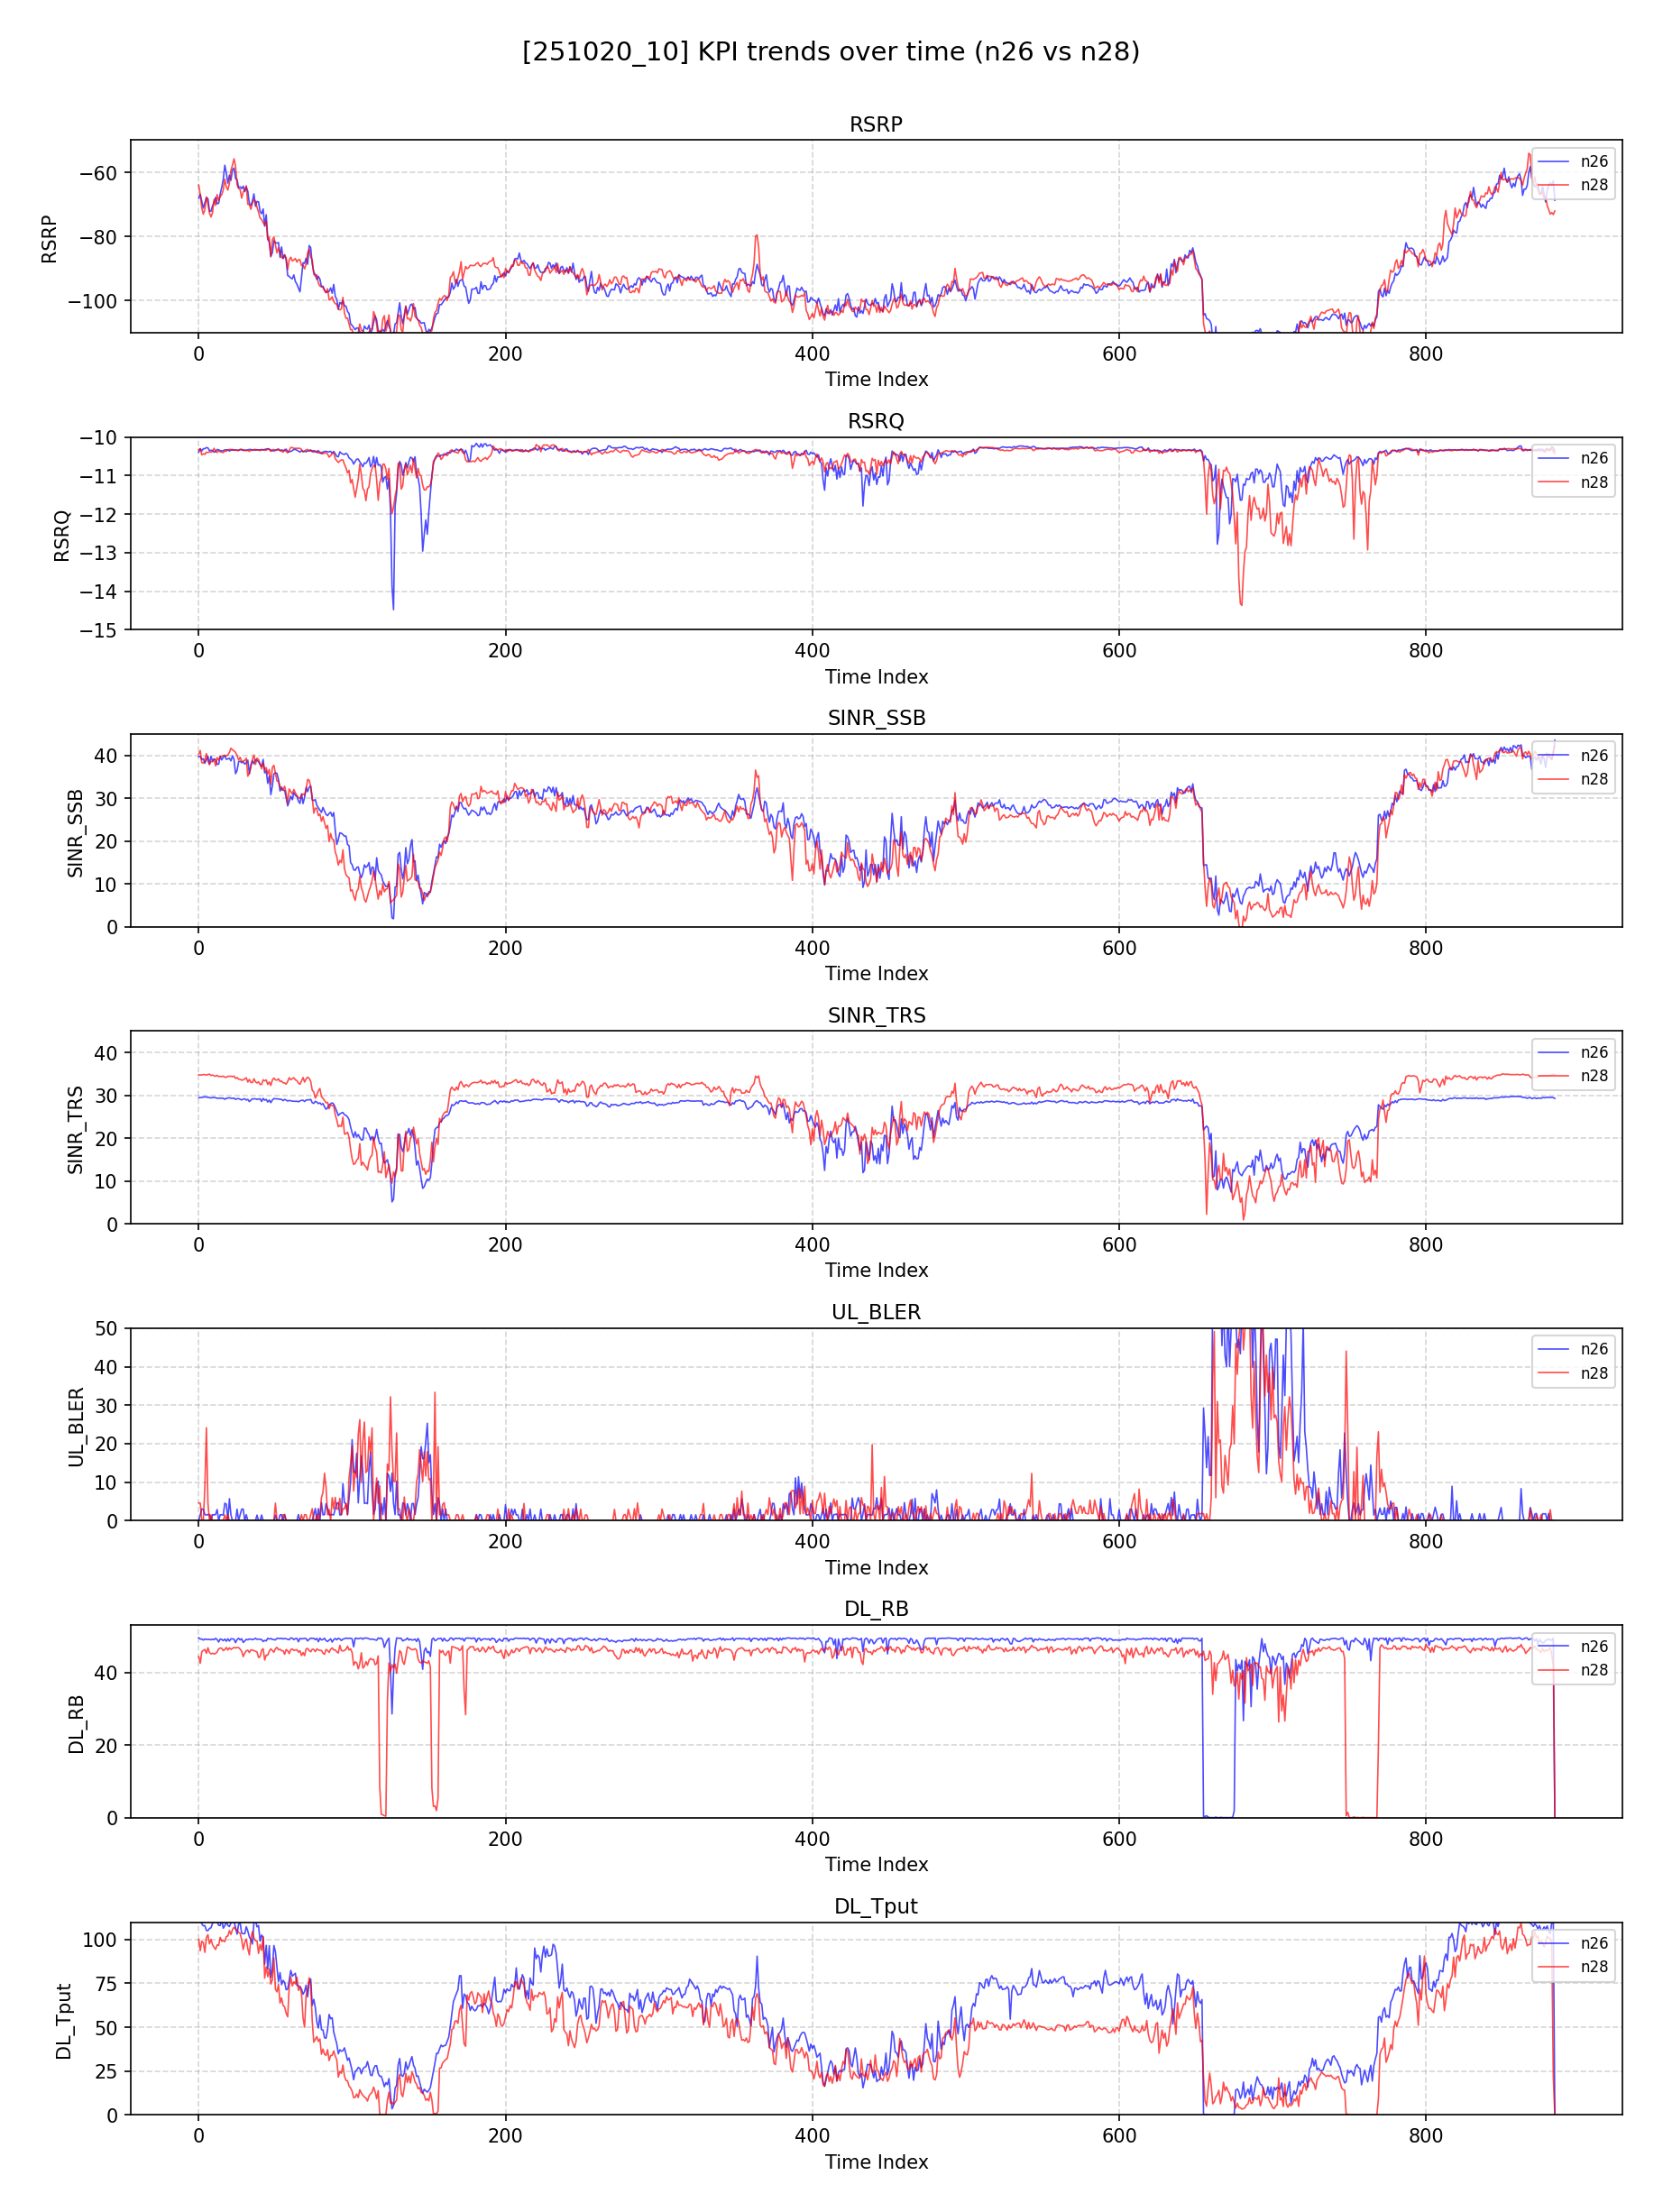 [251020_10] KPI trends over time (n26 vs n28)
RSRP
−60
−80
−100
RSRP
n26
n28
0 200 400 600 800
Time Index
RSRQ
−10
−11
−12
−13
−14
−15
RSRQ
n26
n28
0 200 400 600 800
Time Index
SINR_SSB
40
30
20
10
0
SINR_SSB
n26
n28
0 200 400 600 800
Time Index
SINR_TRS
40
30
20
10
0
SINR_TRS
n26
n28
0 200 400 600 800
Time Index
UL_BLER
50
40
30
20
10
0
UL_BLER
n26
n28
0 200 400 600 800
Time Index
DL_RB
40
20
0
DL_RB
n26
n28
0 200 400 600 800
Time Index
DL_Tput
100
75
50
25
0
DL_Tput
n26
n28
0 200 400 600 800
Time Index